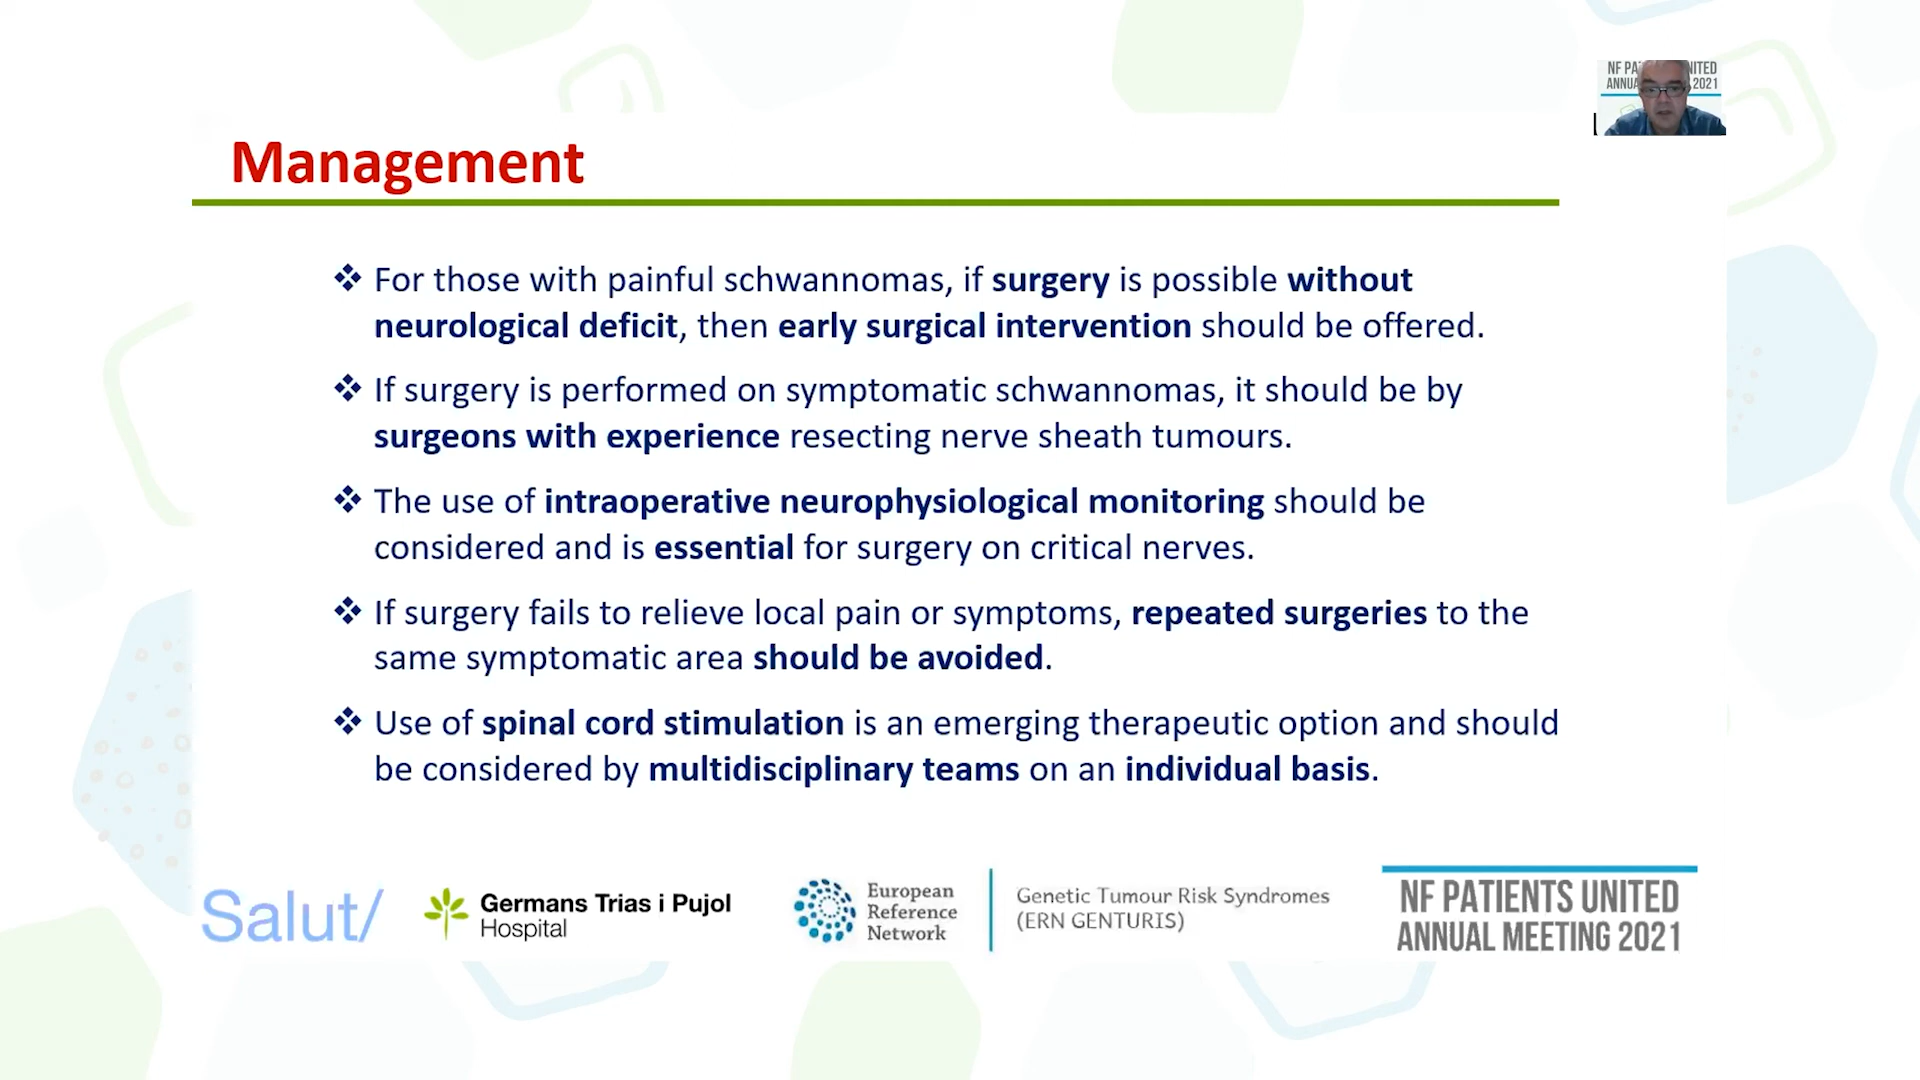 NF PA NITED
ANNUA 2021
Management
❖ For those with painful schwannomas, if surgery is possible without
neurological deficit, then early surgical intervention should be offered.
❖ If surgery is performed on symptomatic schwannomas, it should be by
surgeons with experience resecting nerve sheath tumours.
❖ The use of intraoperative neurophysiological monitoring should be
considered and is essential for surgery on critical nerves.
❖ If surgery fails to relieve local pain or symptoms, repeated surgeries to the
same symptomatic area should be avoided.
❖ Use of spinal cord stimulation is an emerging therapeutic option and should
be considered by multidisciplinary teams on an individual basis.
Salut/
Germans Trias i Pujol
Hospital
European
Reference
Network
Genetic Tumour Risk Syndromes
(ERN GENTURIS)
NF PATIENTS UNITED
ANNUAL MEETING 2021